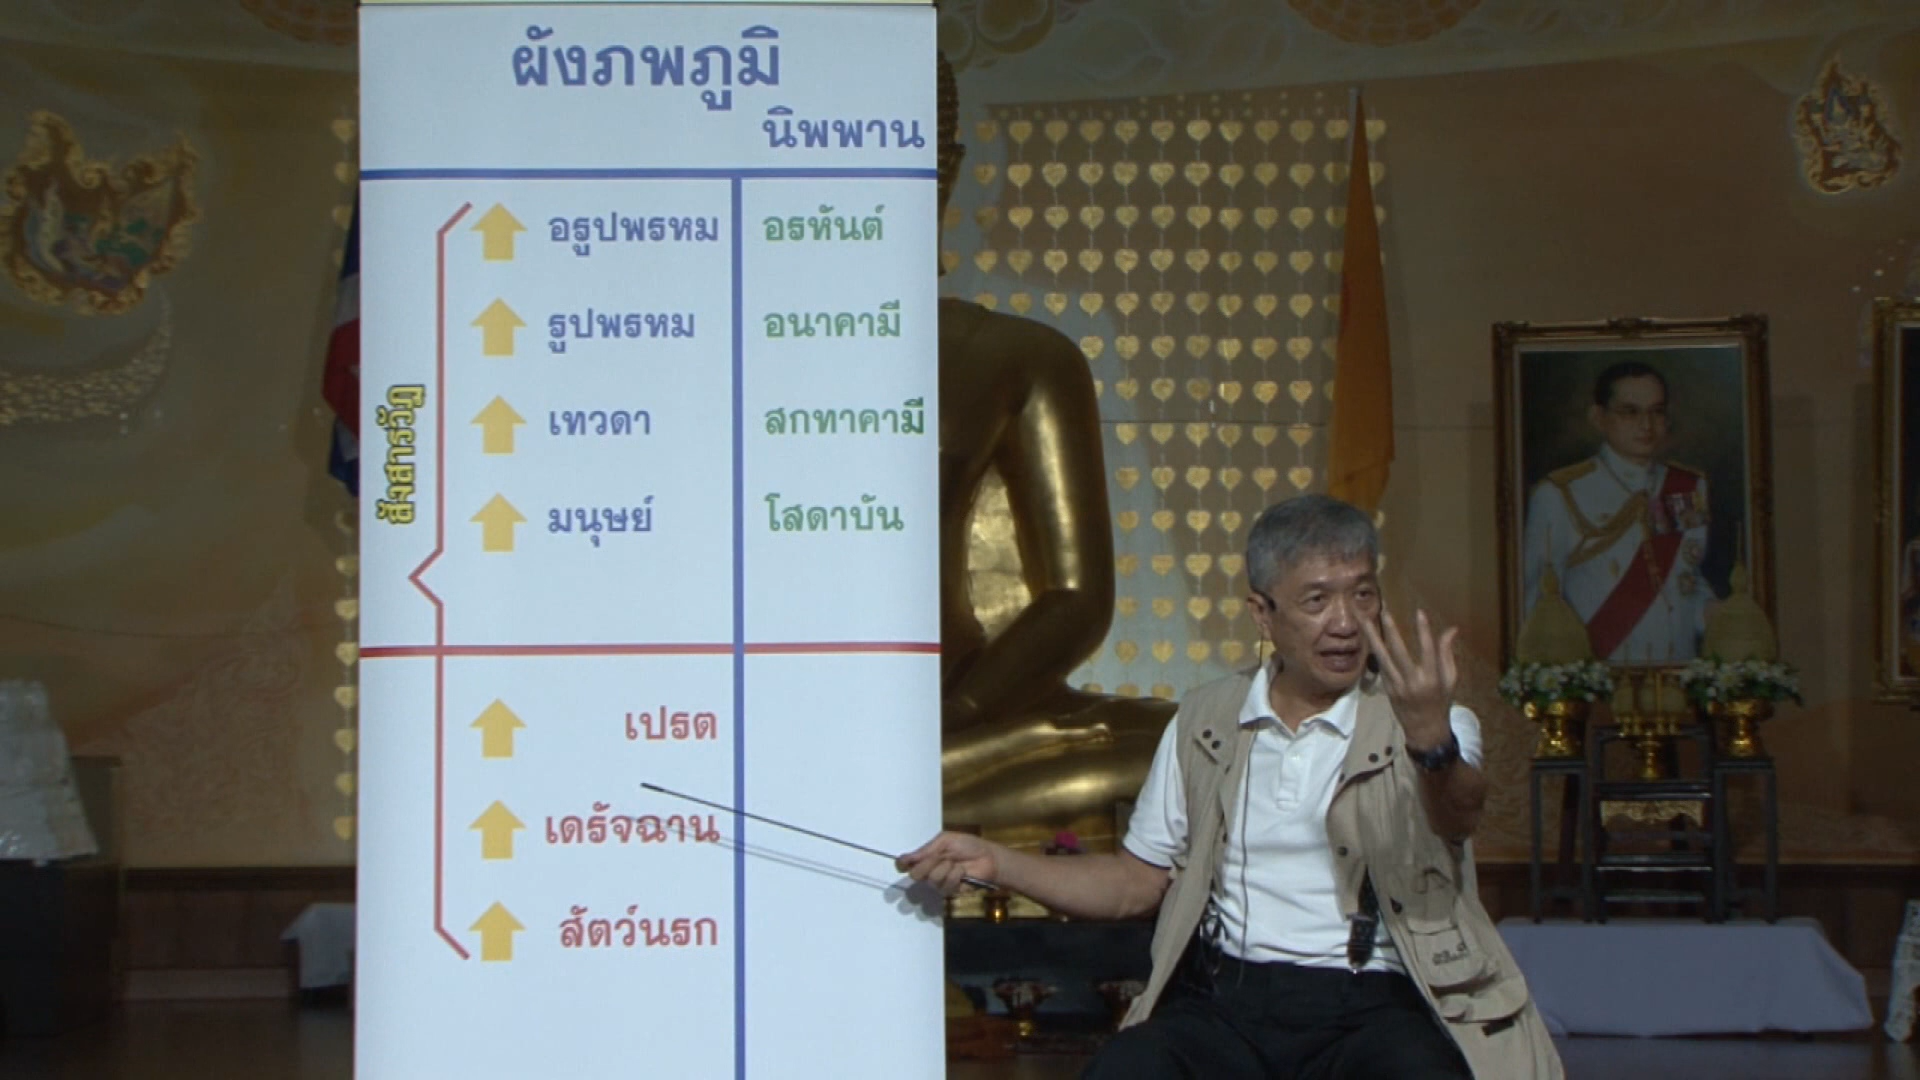 ผังภพภูมิ
นิพพาน
อรูปพรหม อรหันต์
รูปพรหม อนาคามี
เทวดา สกทาคามี
มนุษย์ โสดาบัน
สังสารวัฏ
เปรต
เดรัจฉาน
สัตว์นรก